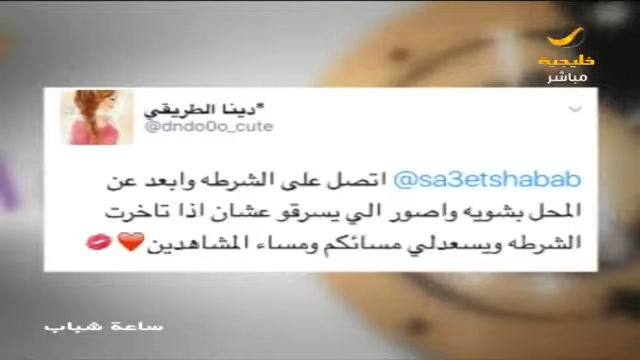 خليجية
مباشر
دينا الطريقي*
@dndo0o_cute
@sa3etshabab اتصل على الشرطه وابعد عن
المحل بشويه واصور الي يسرقو عشان اذا تاخرت
الشرطه ويسعدلي مسائكم ومساء المشاهدين❤️💋
ساعة شباب